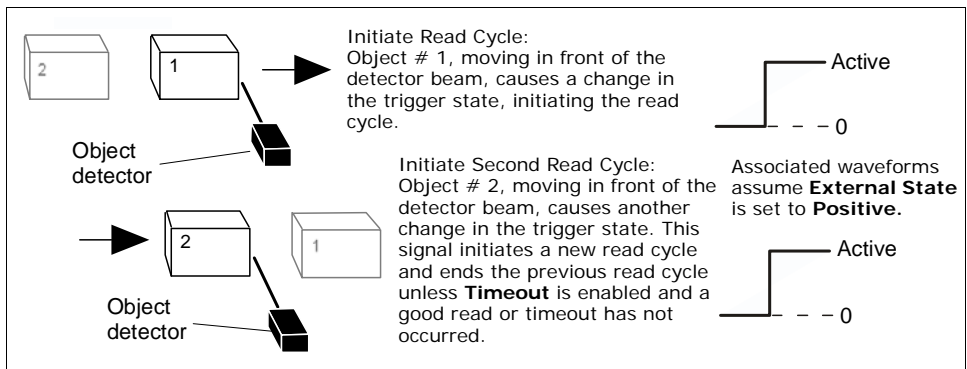 2
1
Initiate Read Cycle:
Object # 1, moving in front of the
detector beam, causes a change in
the trigger state, initiating the read
cycle.
Active
0
Object
detector
Initiate Second Read Cycle:
Object # 2, moving in front of the
detector beam, causes another
change in the trigger state. This
signal initiates a new read cycle
and ends the previous read cycle
unless Timeout is enabled and a
good read or timeout has not
occurred.
Associated waveforms
assume External State
is set to Positive.
2
1
Active
0
Object
detector